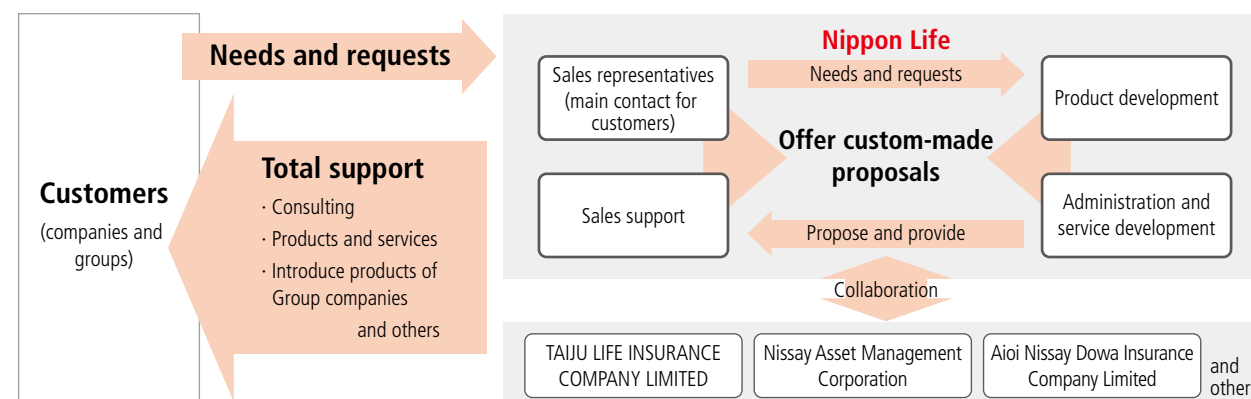 Needs and requests
Customers
(companies and
groups)
Total support
· Consulting
· Products and services
· Introduce products of
Group companies
and others
Nippon Life
Sales representatives
(main contact for
customers)
Needs and requests
Product development
Offer custom-made
proposals
Sales support
Administration and
service development
Propose and provide
Collaboration
TAIJU LIFE INSURANCE
COMPANY LIMITED
Nissay Asset Management
Corporation
Aioi Nissay Dowa Insurance
Company Limited
and
other